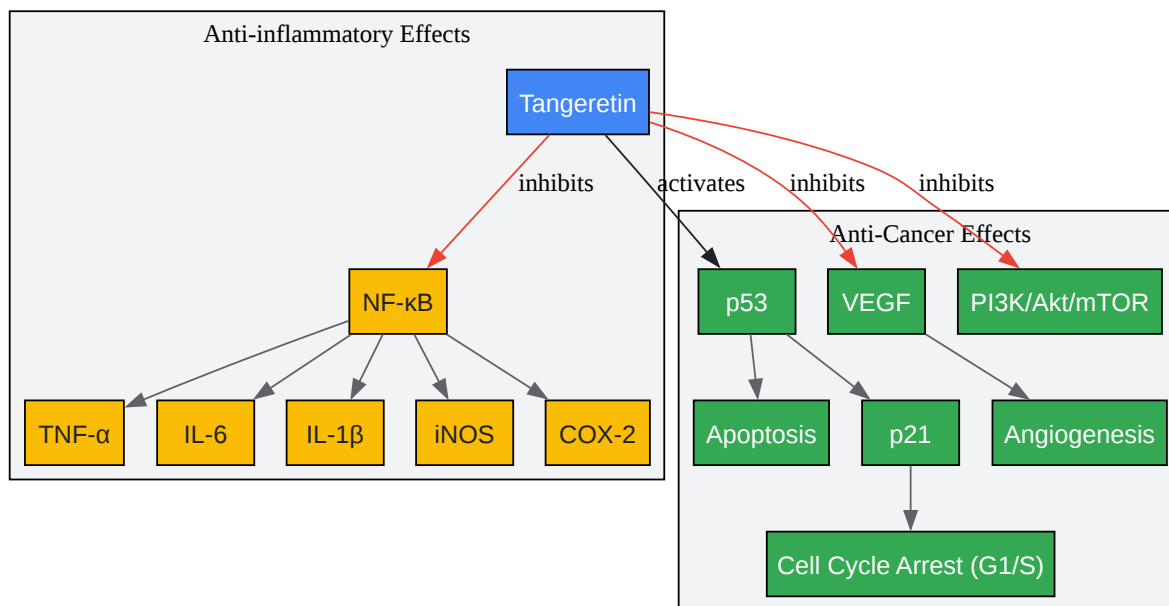 Anti-inflammatory Effects
Tangeretin
inhibits
activates
inhibits
inhibits
Anti-Cancer Effects
NF-κB
p53
VEGF
PI3K/Akt/mTOR
TNF-α
IL-6
IL-1β
iNOS
COX-2
Apoptosis
p21
Angiogenesis
Cell Cycle Arrest (G1/S)